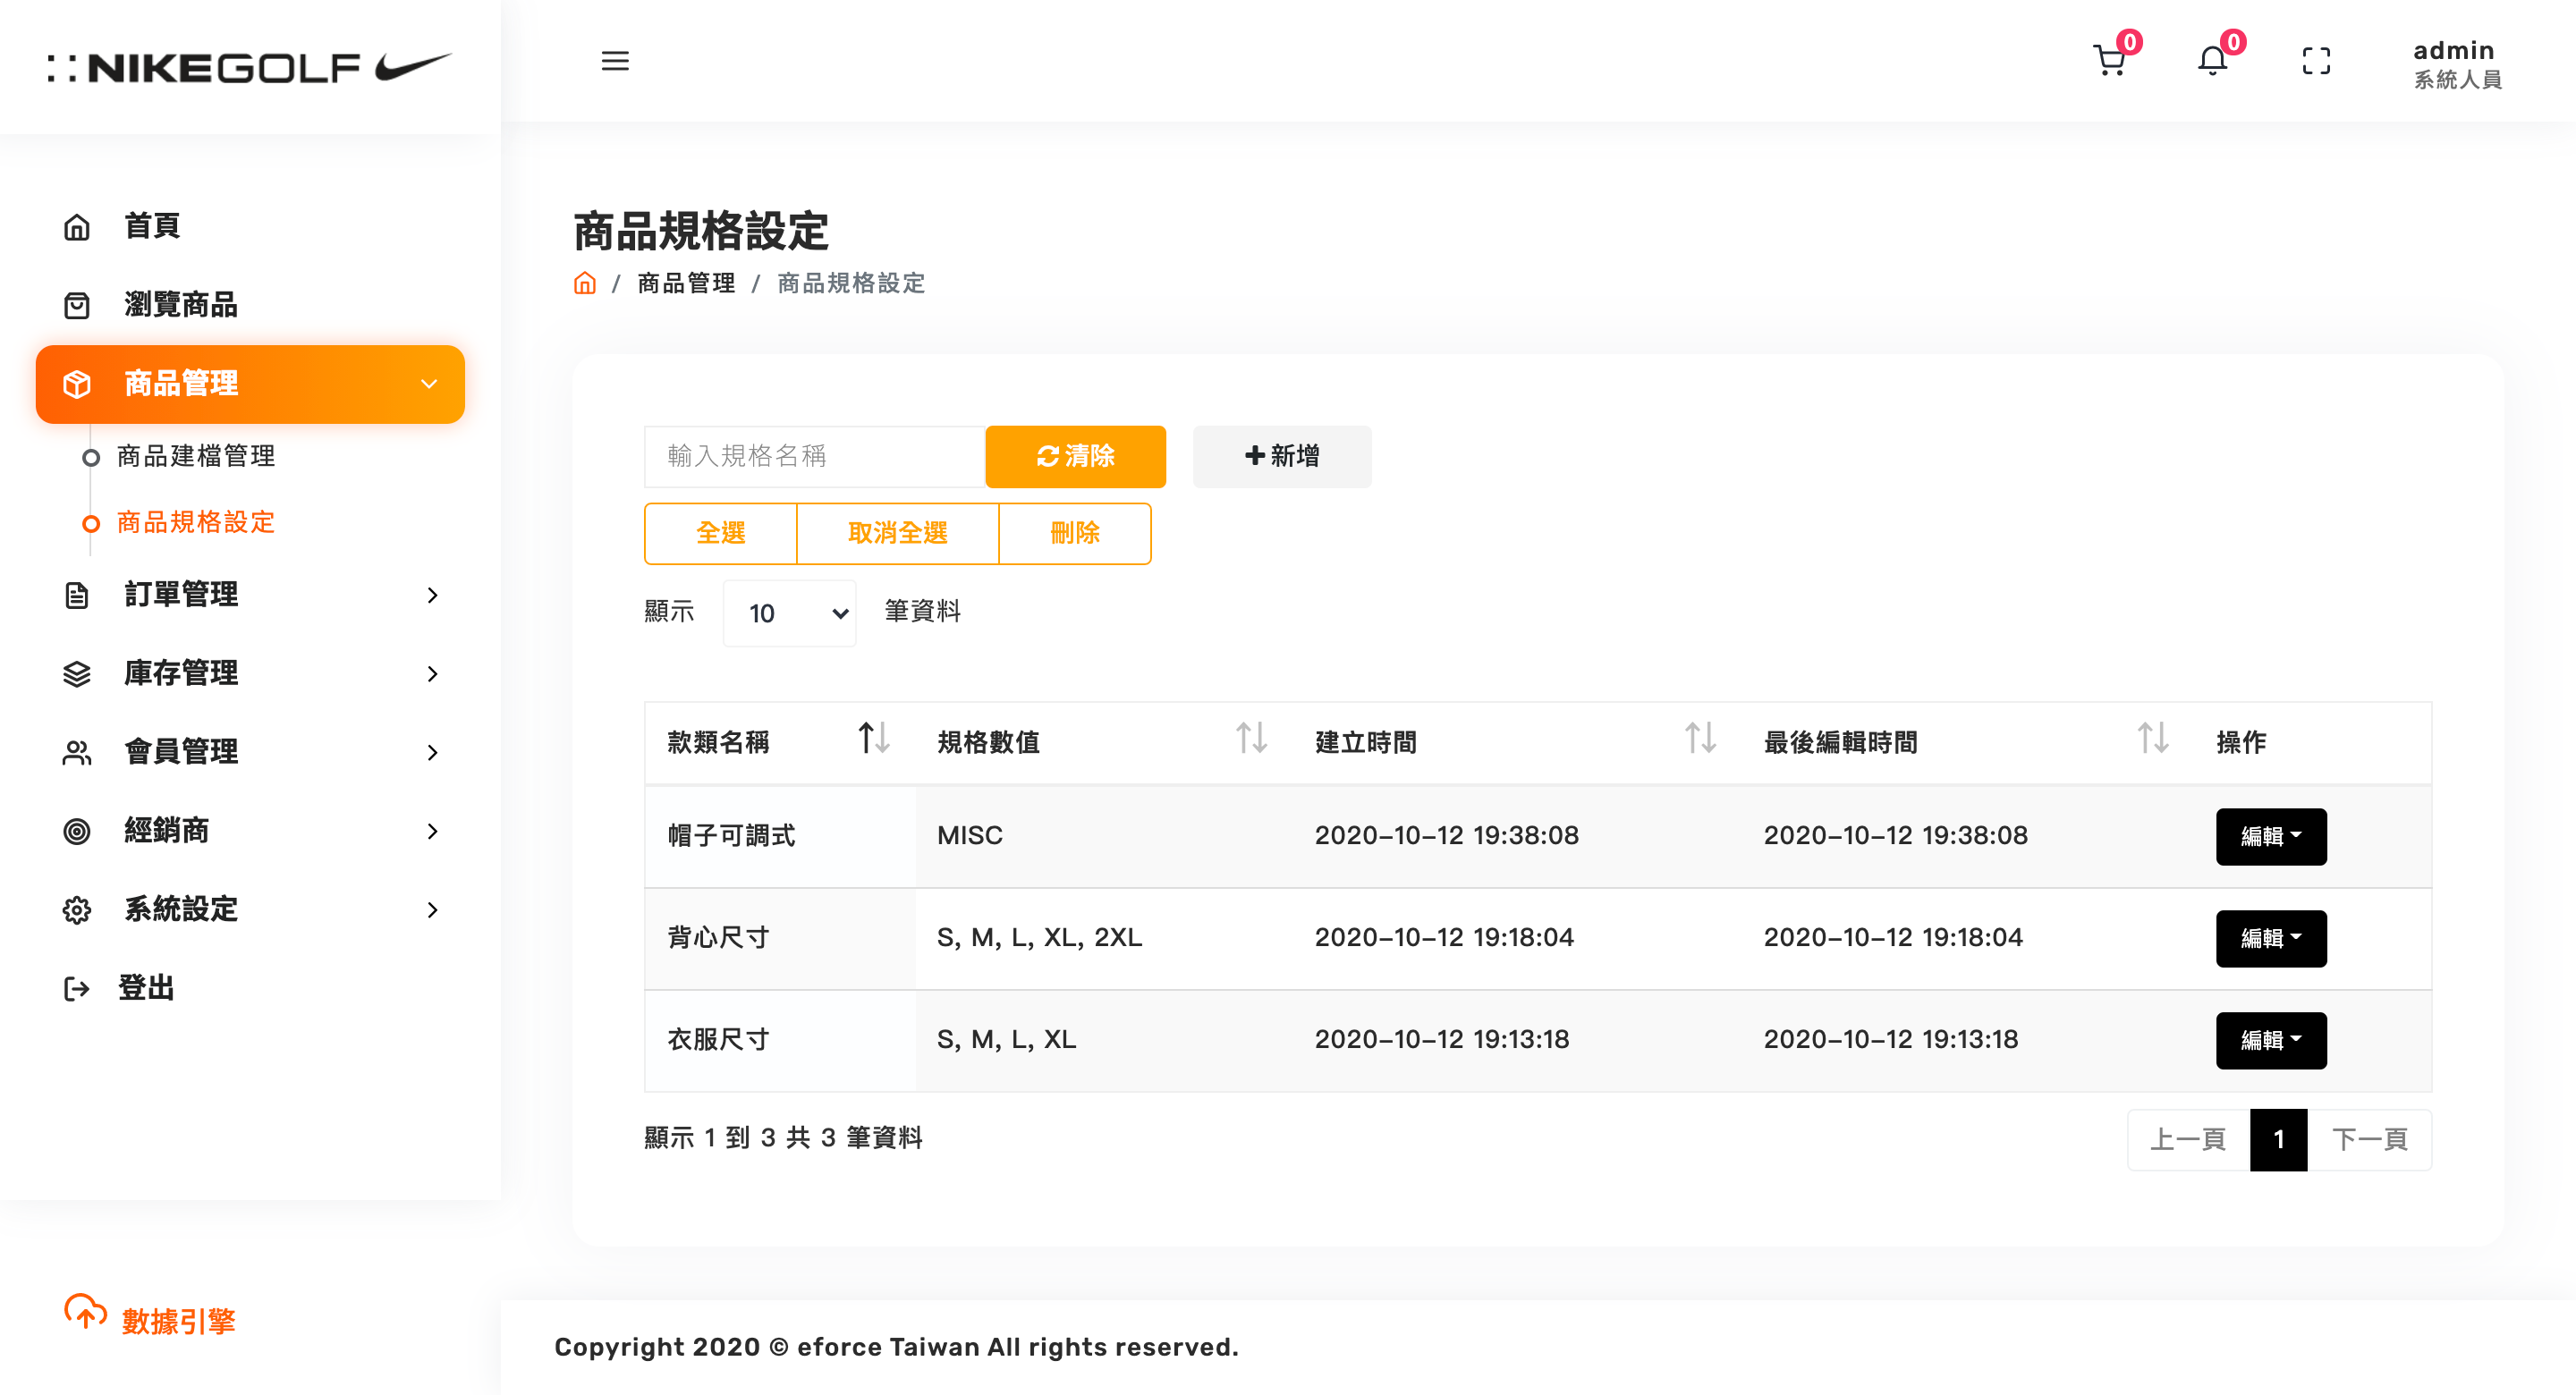 NIKEGOLF
0
0
admin
系統人員
首頁
瀏覽商品
商品管理
商品建檔管理
商品規格設定
訂單管理
庫存管理
會員管理
經銷商
系統設定
登出
數據引擎
商品規格設定
/ 商品管理 / 商品規格設定
輸入規格名稱 清除 新增
全選 取消全選 刪除
顯示 10 筆資料
款類名稱 規格數值 建立時間 最後編輯時間 操作
帽子可調式 MISC 2020-10-12 19:38:08 2020-10-12 19:38:08 編輯
背心尺寸 S, M, L, XL, 2XL 2020-10-12 19:18:04 2020-10-12 19:18:04 編輯
衣服尺寸 S, M, L, XL 2020-10-12 19:13:18 2020-10-12 19:13:18 編輯
顯示 1 到 3 共 3 筆資料 上一頁 1 下一頁
Copyright 2020 © eforce Taiwan All rights reserved.